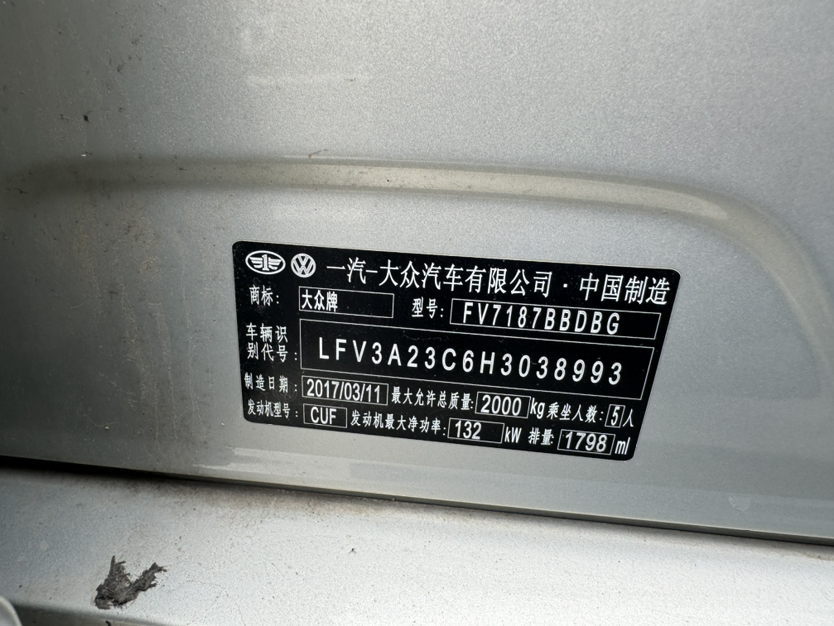 一汽-大众汽车有限公司·中国制造
商标: 大众牌 型号: FV7187BBDBG
车辆识
别代号: LFV3A23C6H3038993
制造日期: 2017/03/11 最大允许总质量: 2000 kg 乘坐人数: 5 人
发动机型号: CUF 发动机最大净功率: 132 kW 排量: 1798 ml